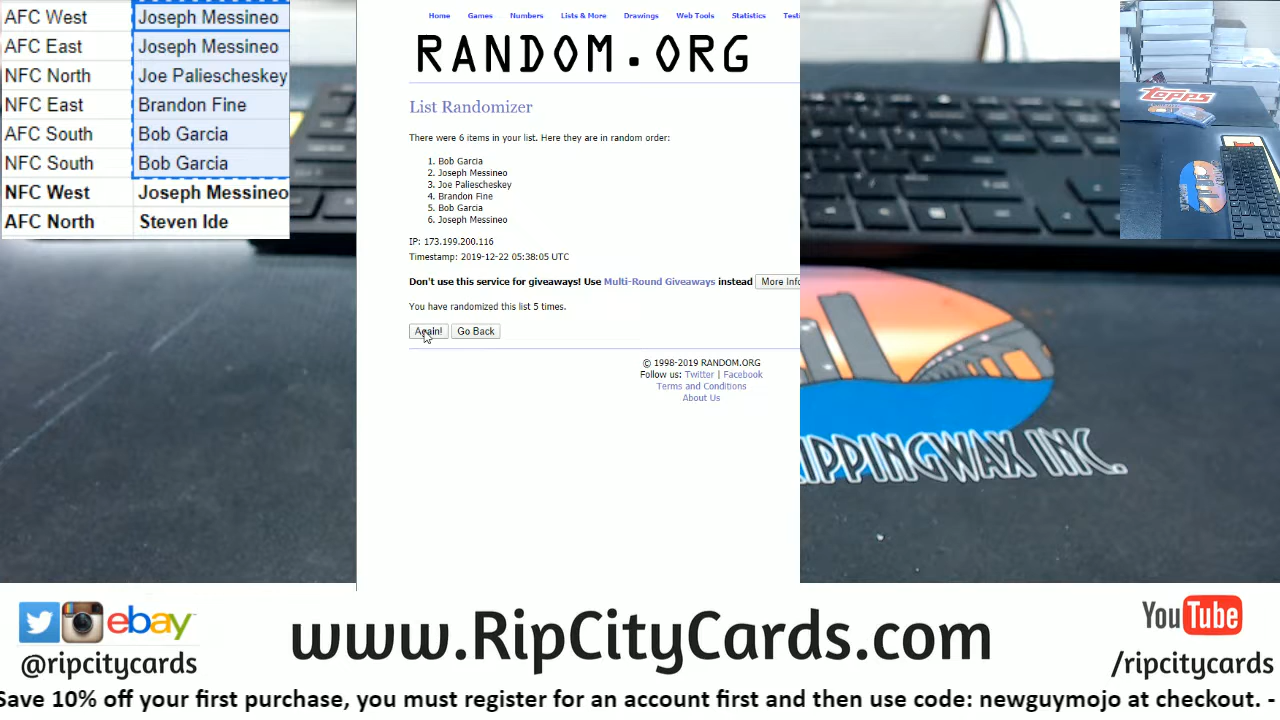 AFC West Joseph Messineo
AFC East Joseph Messineo
NFC North Joe Paliescheskey
NFC East Brandon Fine
AFC South Bob Garcia
NFC South Bob Garcia
NFC West Joseph Messineo
AFC North Steven Ide
Home Games Numbers Lists & More Drawings Web Tools Statistics Testi
RANDOM.ORG
List Randomizer
There were 6 items in your list. Here they are in random order:
1. Bob Garcia
2. Joseph Messineo
3. Joe Paliescheskey
4. Brandon Fine
5. Bob Garcia
6. Joseph Messineo
IP: 173.199.200.116
Timestamp: 2019-12-22 05:38:05 UTC
Don't use this service for giveaways! Use Multi-Round Giveaways instead More Info
You have randomized this list 5 times.
Again! Go Back
© 1998-2019 RANDOM.ORG
Follow us: Twitter | Facebook
Terms and Conditions
About Us
topps
IPPINGWAX INC.
ebay
@ripcitycards
www.RipCityCards.com
YouTube
/ripcitycards
Save 10% off your first purchase, you must register for an account first and then use code: newguymojo at checkout. -